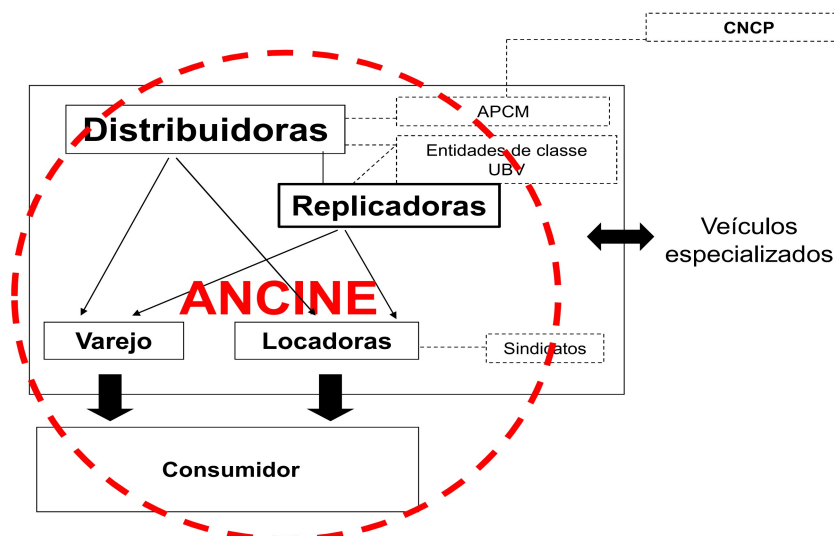 CNCP
APCM
Distribuidoras
Entidades de classe
UBV
Replicadoras
Veículos
especializados
ANCINE
Varejo
Locadoras
Sindicatos
Consumidor